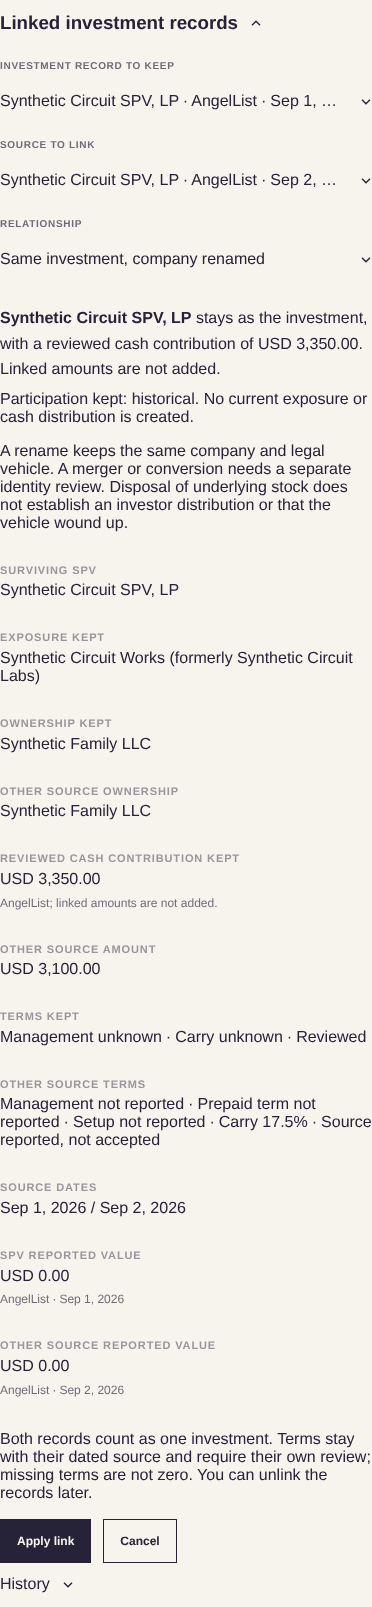 Linked investment records
INVESTMENT RECORD TO KEEP
Synthetic Circuit SPV, LP · AngelList · Sep 1, …
SOURCE TO LINK
Synthetic Circuit SPV, LP · AngelList · Sep 2, …
RELATIONSHIP
Same investment, company renamed
Synthetic Circuit SPV, LP stays as the investment,
with a reviewed cash contribution of USD 3,350.00.
Linked amounts are not added.
Participation kept: historical. No current exposure or
cash distribution is created.
A rename keeps the same company and legal
vehicle. A merger or conversion needs a separate
identity review. Disposal of underlying stock does
not establish an investor distribution or that the
vehicle wound up.
SURVIVING SPV
Synthetic Circuit SPV, LP
EXPOSURE KEPT
Synthetic Circuit Works (formerly Synthetic Circuit
Labs)
OWNERSHIP KEPT
Synthetic Family LLC
OTHER SOURCE OWNERSHIP
Synthetic Family LLC
REVIEWED CASH CONTRIBUTION KEPT
USD 3,350.00
AngelList; linked amounts are not added.
OTHER SOURCE AMOUNT
USD 3,100.00
TERMS KEPT
Management unknown · Carry unknown · Reviewed
OTHER SOURCE TERMS
Management not reported · Prepaid term not
reported · Setup not reported · Carry 17.5% · Source
reported, not accepted
SOURCE DATES
Sep 1, 2026 / Sep 2, 2026
SPV REPORTED VALUE
USD 0.00
AngelList · Sep 1, 2026
OTHER SOURCE REPORTED VALUE
USD 0.00
AngelList · Sep 2, 2026
Both records count as one investment. Terms stay
with their dated source and require their own review;
missing terms are not zero. You can unlink the
records later.
Apply link
Cancel
History